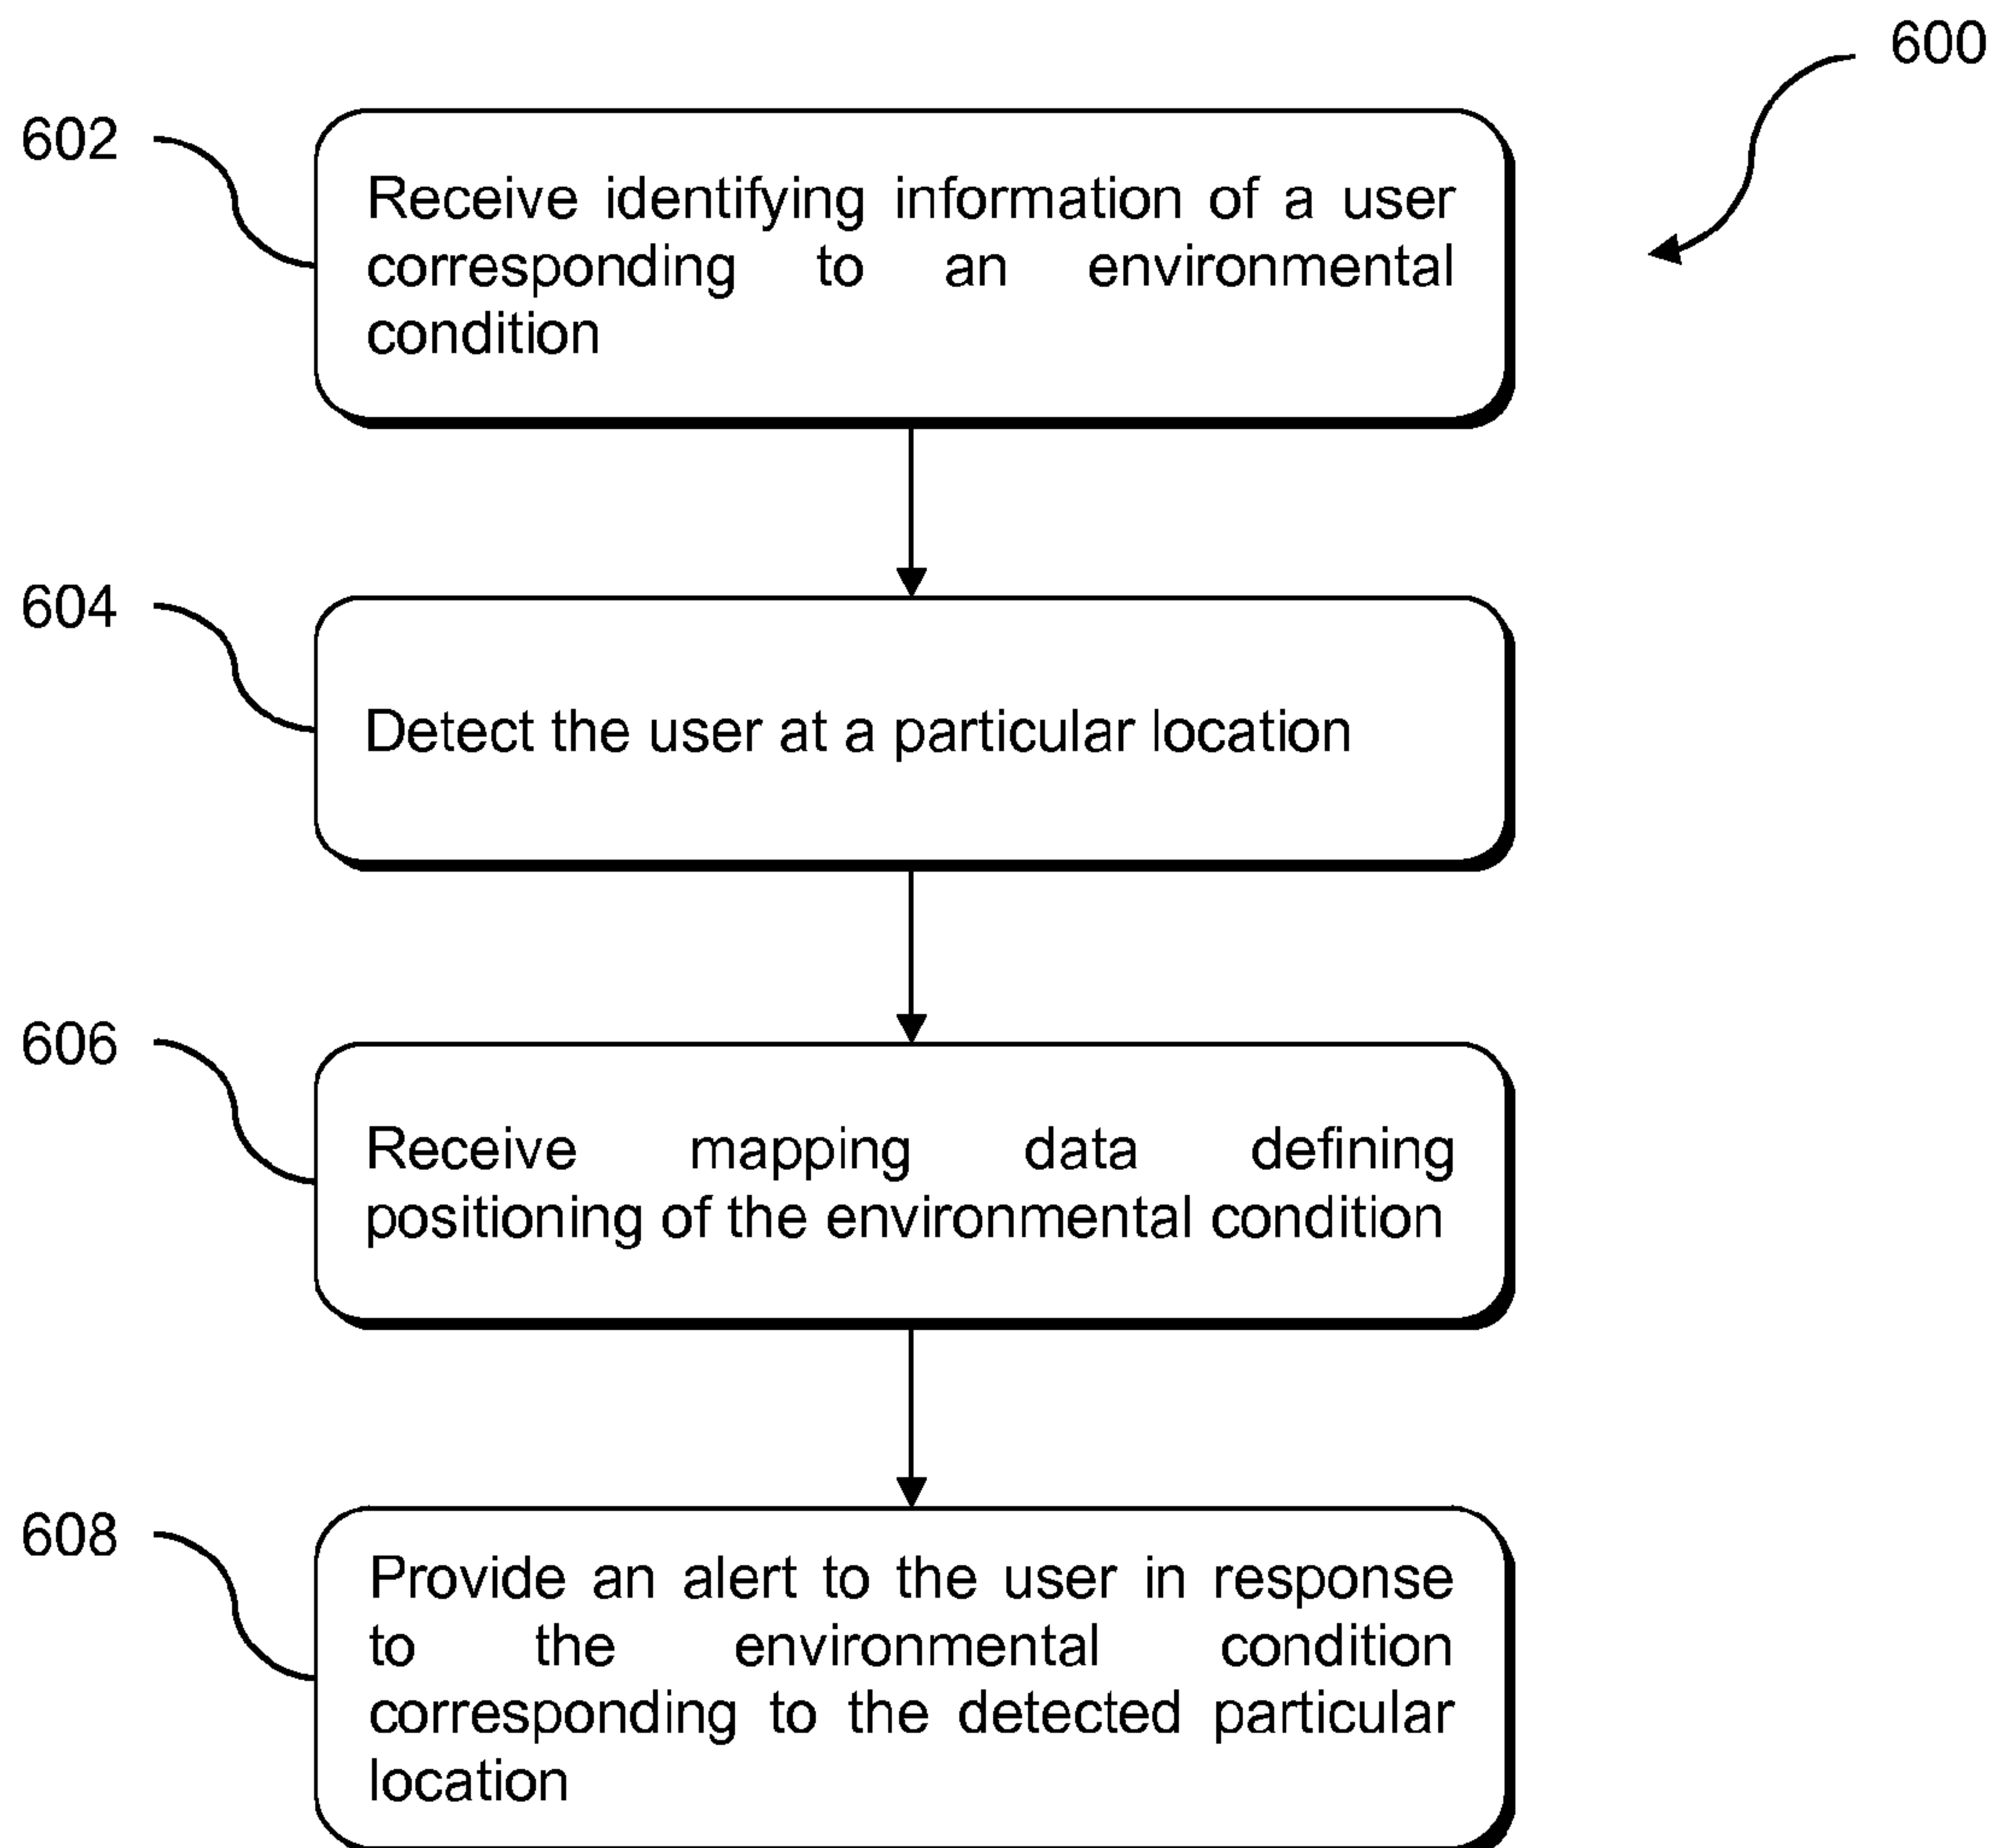 600
602
Receive identifying information of a user
corresponding to an environmental
condition
604
Detect the user at a particular location
606
Receive mapping data defining
positioning of the environmental condition
608
Provide an alert to the user in response
to the environmental condition
corresponding to the detected particular
location